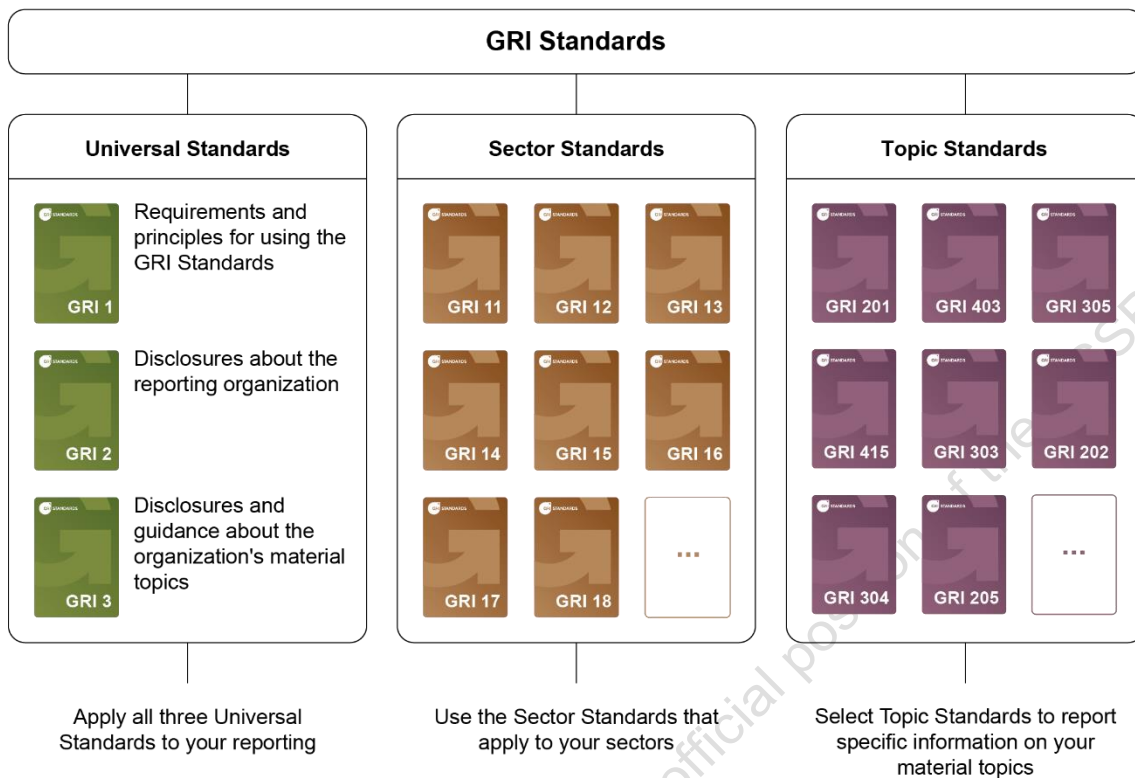 GRI Standards
Universal Standards
Requirements and
principles for using the
GRI Standards
GRI 1
Disclosures about the
reporting organization
GRI 2
Disclosures and
guidance about the
organization's material
topics
GRI 3
Apply all three Universal
Standards to your reporting
Sector Standards
GRI 11
GRI 12
GRI 13
GRI 14
GRI 15
GRI 16
GRI 17
GRI 18
...
Use the Sector Standards that
apply to your sectors
Topic Standards
GRI 201
GRI 403
GRI 305
GRI 415
GRI 303
GRI 202
GRI 304
GRI 205
...
Select Topic Standards to report
specific information on your
material topics
official
of the